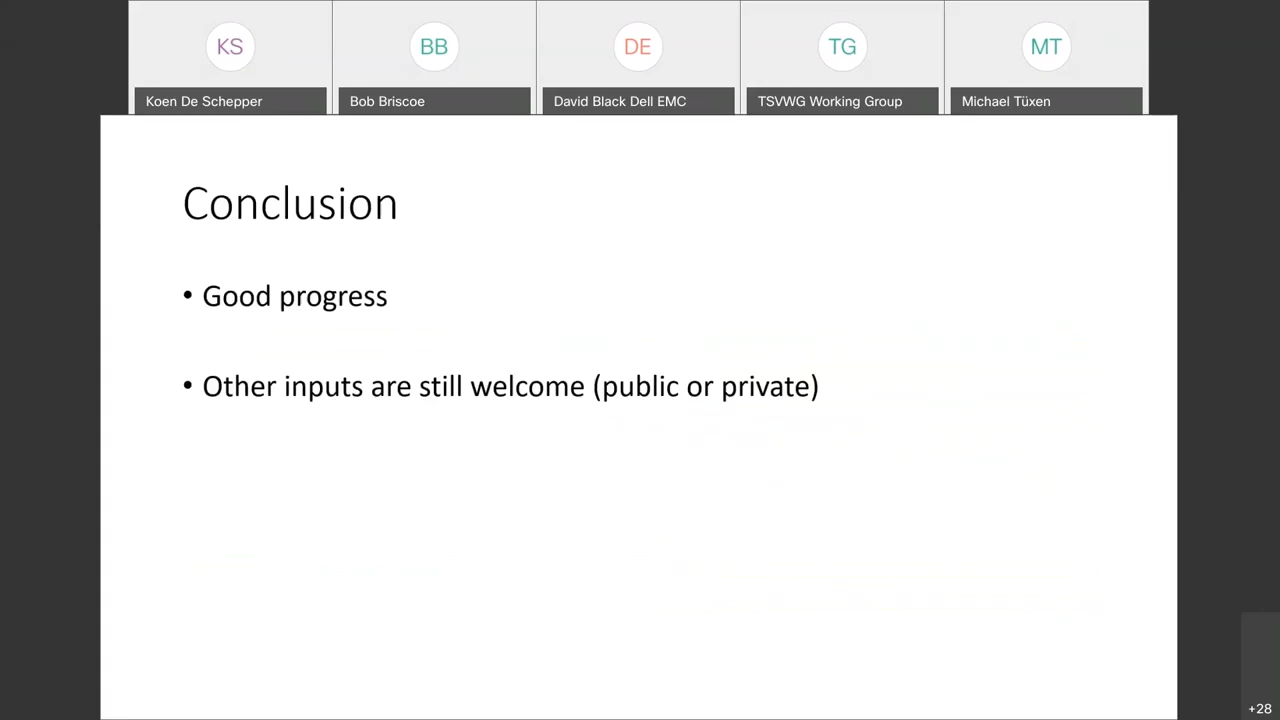 KS
BB
DE
TG
MT
Koen De Schepper
Bob Briscoe
David Black Dell EMC
TSVWG Working Group
Michael Tüxen
Conclusion
• Good progress
• Other inputs are still welcome (public or private)
+28